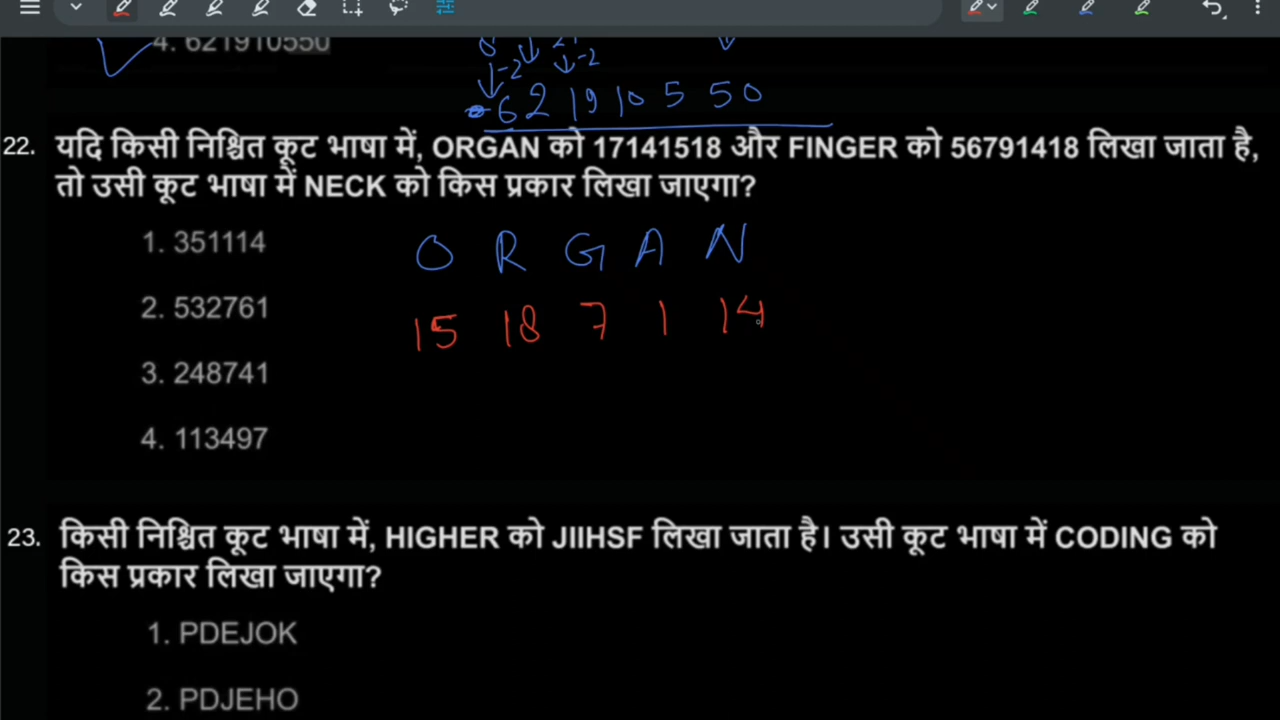 4. 621910550
-2 -2
62 19 10 5 50
22. यदि किसी निश्चित कूट भाषा में, ORGAN को 17141518 और FINGER को 56791418 लिखा जाता है,
तो उसी कूट भाषा में NECK को किस प्रकार लिखा जाएगा?
1. 351114
O R G A N
2. 532761
15 18 7 1 14
3. 248741
4. 113497
23. किसी निश्चित कूट भाषा में, HIGHER को JIIHSF लिखा जाता है। उसी कूट भाषा में CODING को
किस प्रकार लिखा जाएगा?
1. PDEJOK
2. PDJEHO